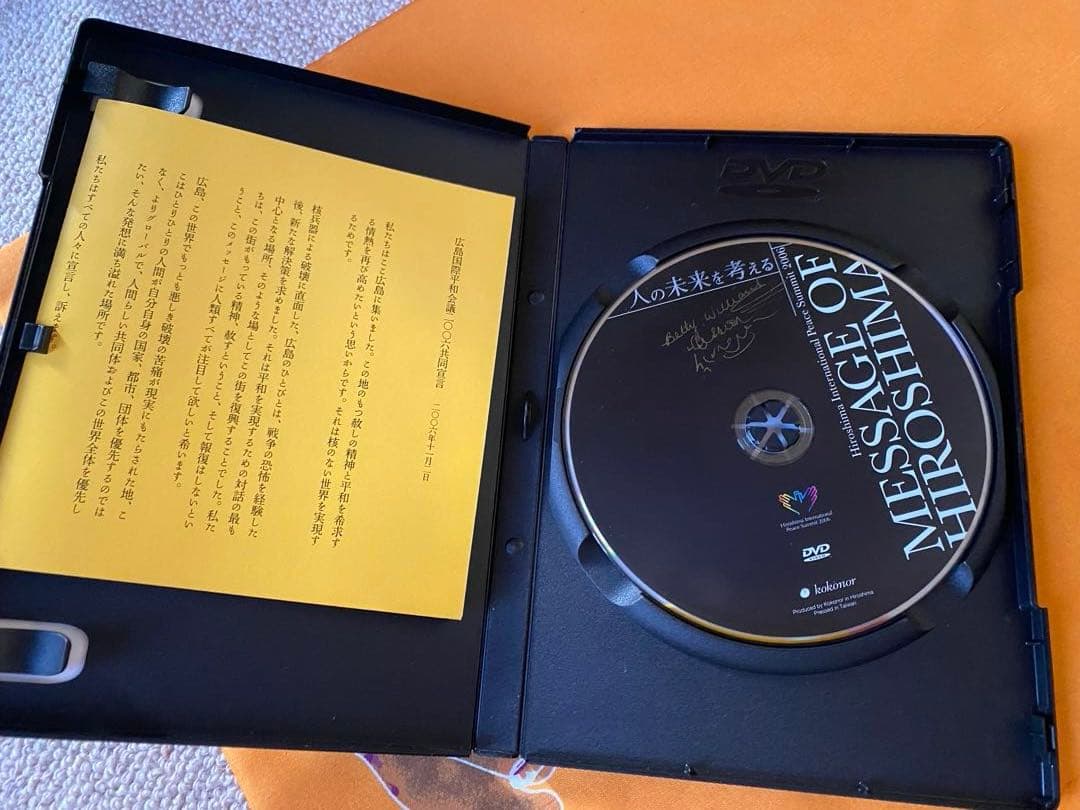 広島国際平和会議二〇〇六共同宣言 二〇〇六年十一月二日
私たちはここ広島に集いました。この地のもつ赦しの精神と平和を希求す
る情熱を再び高めたいという思いからです。それは核のない世界を実現す
るためです。
核兵器による破壊に直面した、広島のひとびとは、戦争の恐怖を経験した
後、新たな解決策を求めました。それは平和を実現するための対話の最も
中心となる場所、そのような場としてこの街を復興することでした。私た
ちは、この街がもっている精神、赦すということ、そして報復はしないとい
うこと、このメッセージに人類すべてが注目して欲しいと希います。
広島、この世界でもっとも悪しき破壊の苦痛が現実にもたらされた地、こ
こはひとりひとりの人間が自分自身の国家、都市、団体を優先するのでは
なく、よりグローバルで、人間らしい共同体およびこの世界全体を優先し
たい、そんな発想に満ち溢れた場所です。
私たちはすべての人々に宣言し、訴え
DVD
MESSAGE OF
HIROSHIMA
Hiroshima International Peace Summit 2006
人の未来を考える
Betty Williams
Hiroshima International
Peace Summit 2006
DVD
VIDEO
kokonor
Produced by Kokonor in Hiroshima
Pressed in Taiwan